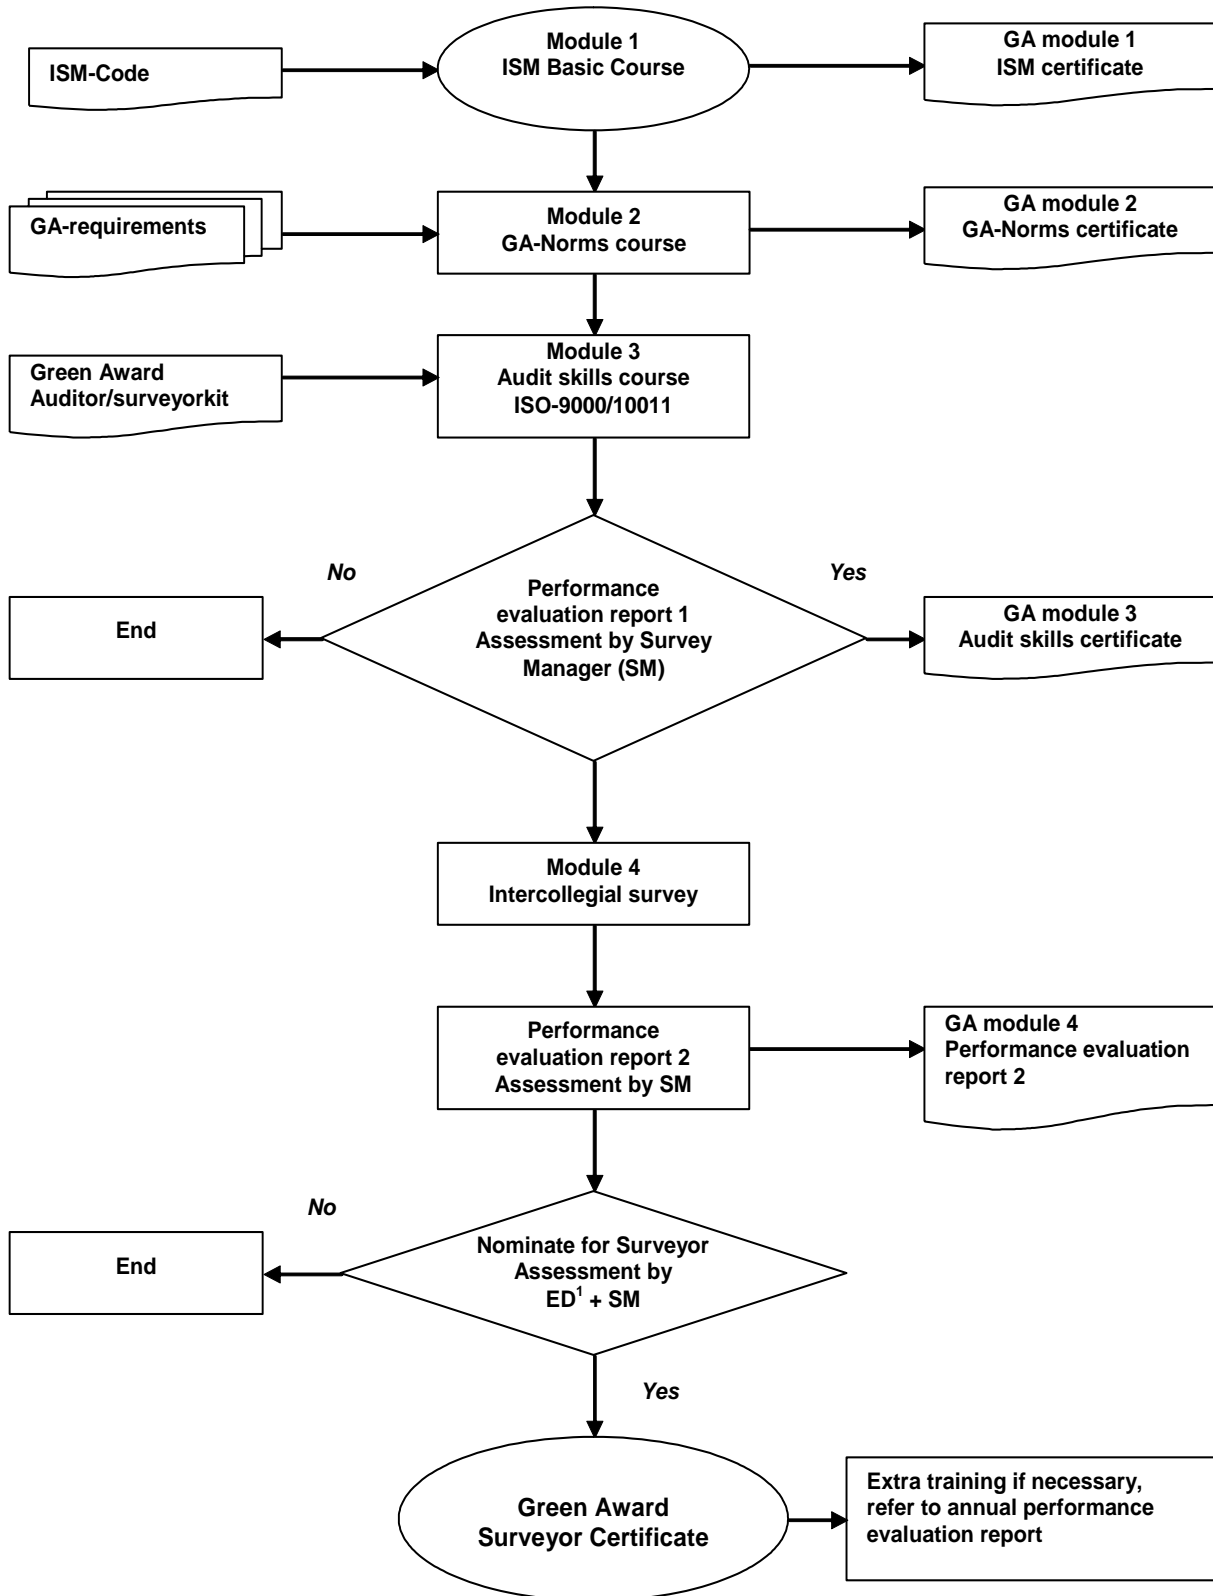 Module 1
ISM Basic Course
ISM-Code
GA module 1
ISM certificate
GA-requirements
Module 2
GA-Norms course
GA module 2
GA-Norms certificate
Green Award
Auditor/surveyorkit
Module 3
Audit skills course
ISO-9000/10011
No
Yes
End
Performance
evaluation report 1
Assessment by Survey
Manager (SM)
GA module 3
Audit skills certificate
Module 4
Intercollegial survey
Performance
evaluation report 2
Assessment by SM
GA module 4
Performance evaluation
report 2
No
End
Nominate for Surveyor
Assessment by
ED¹ + SM
Yes
Green Award
Surveyor Certificate
Extra training if necessary,
refer to annual performance
evaluation report